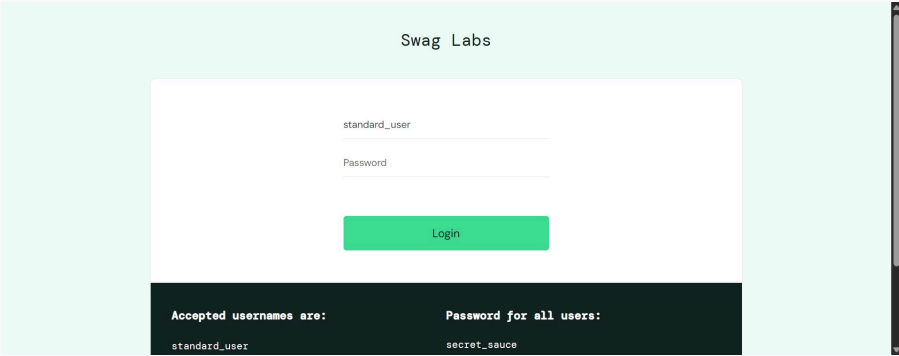 Swag Labs
standard_user
Password
Login
Accepted usernames are:
standard_user
Password for all users:
secret_sauce